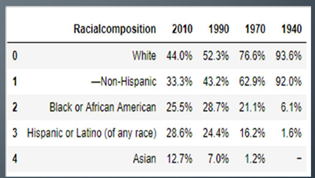 Racialcomposition 2010 1990 1970 1940
0 White 44.0% 52.3% 76.6% 93.6%
1 —Non-Hispanic 33.3% 43.2% 62.9% 92.0%
2 Black or African American 25.5% 28.7% 21.1% 6.1%
3 Hispanic or Latino (of any race) 28.6% 24.4% 16.2% 1.6%
4 Asian 12.7% 7.0% 1.2% –